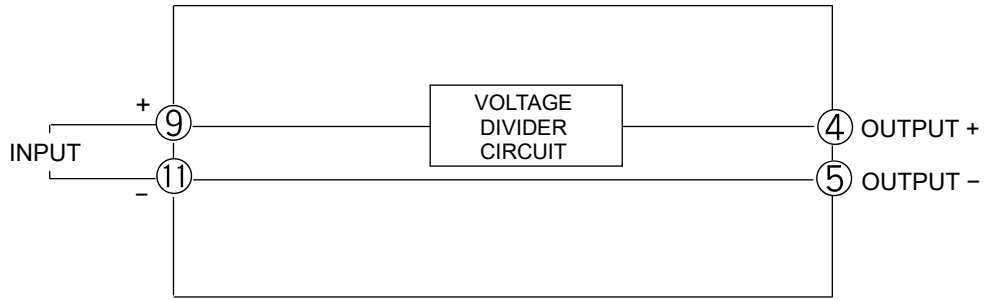 VOLTAGE
DIVIDER
CIRCUIT
+
9
4 OUTPUT +
INPUT
11
−
5 OUTPUT −